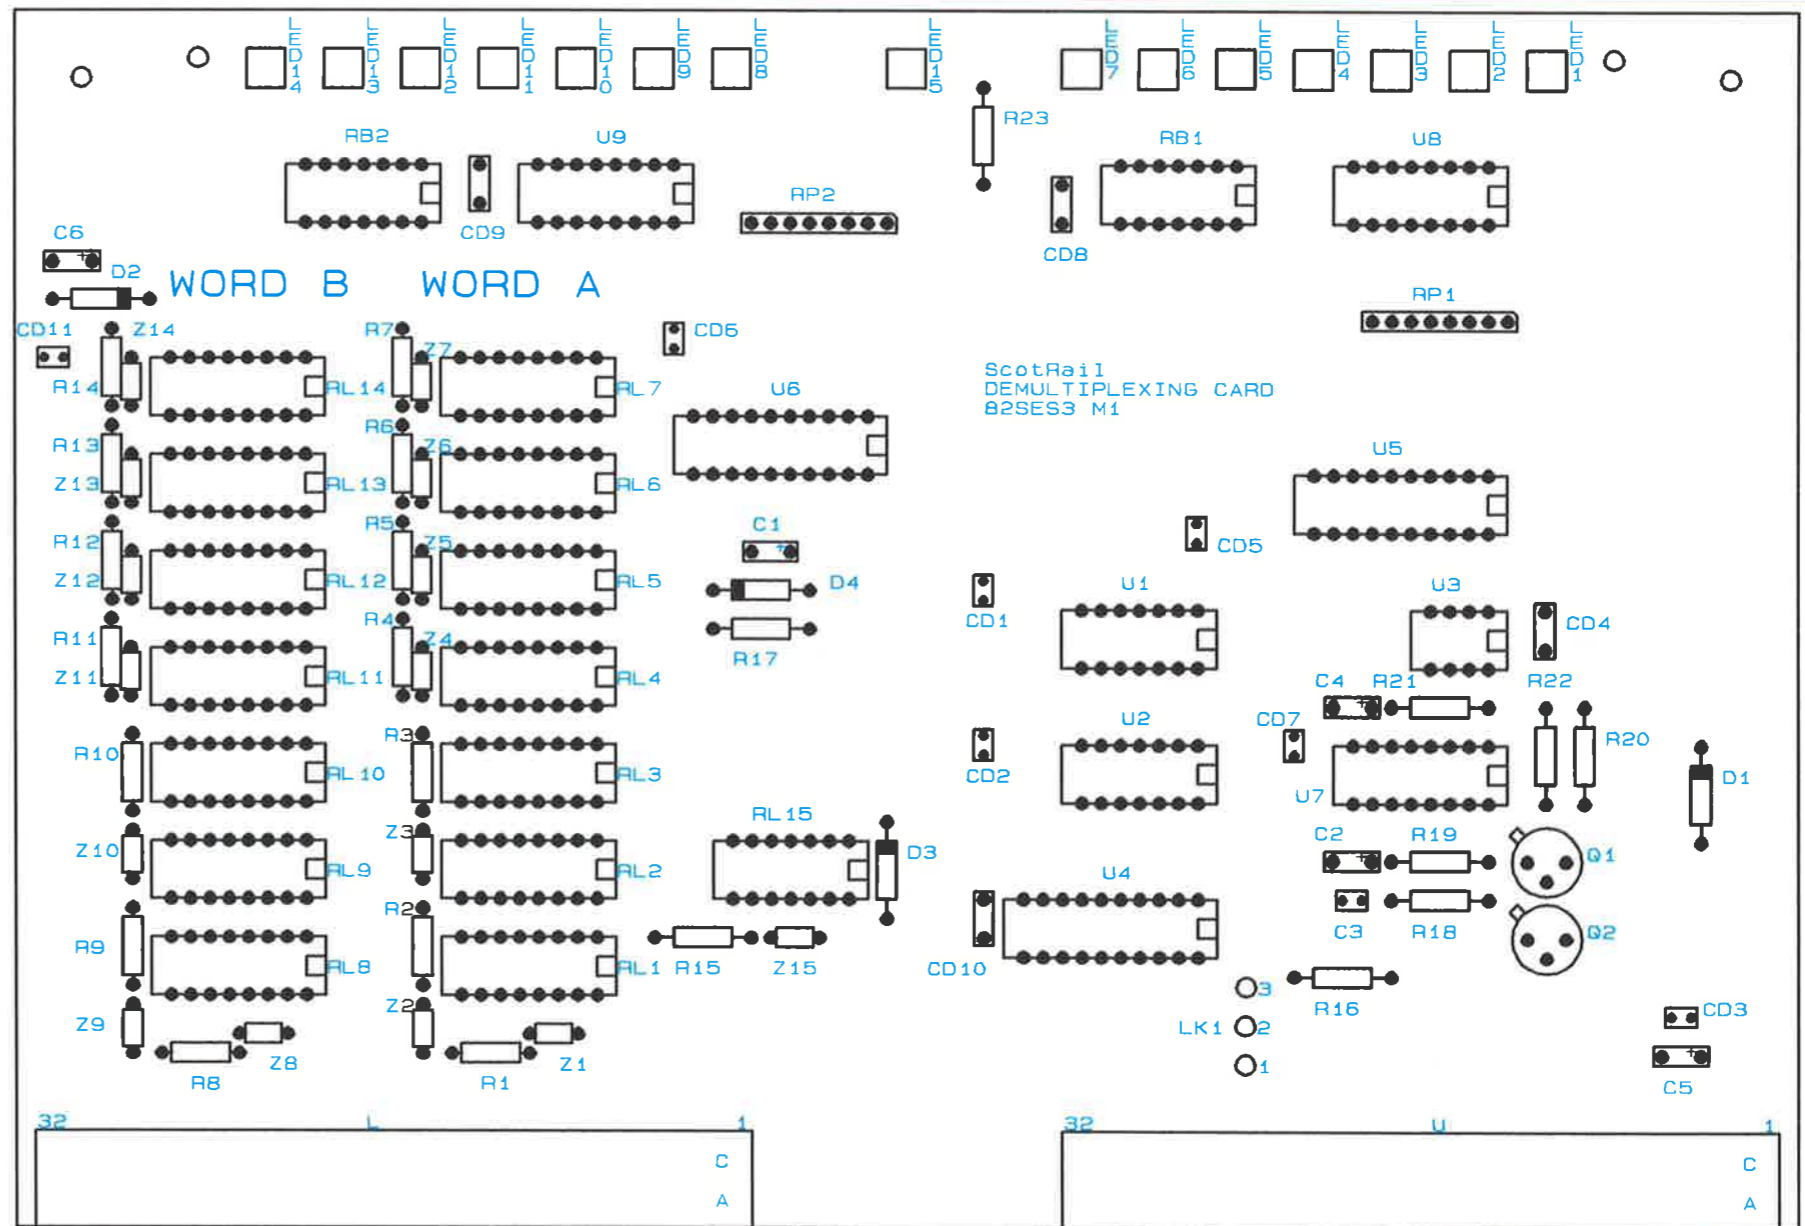 LED14 LED13 LED12 LED11 LED10 LED9 LED8 LED15 LED7 LED6 LED5 LED4 LED3 LED2 LED1
R23
RB2 U9 RB1 U8
RP2
C6 CD9 CD8
D2 WORD B WORD A
RP1
CD11 Z14 R7 CD6
Z7
ScotRail
DEMULTIPLEXING CARD
82SES3 M1
R14 RL14 RL7 U6
R6
R13 Z6 U5
Z13 RL13 RL6
R5 C1
R12 Z5 CD5
Z12 RL12 RL5 D4 U1 U3
R4 CD1 CD4
R11 Z4 R17
Z11 RL11 RL4 C4 R21 R22
U2 CD7
R3 R20
R10 RL10 RL3 CD2 D1
U7
RL15
Z3 C2 R19
Z10 D3 Q1
RL9 RL2 U4
R2
R9 C3 R18 Q2
RL8 RL1 R15 Z15 CD10
3
Z2 R16 CD3
Z9 LK1 2
Z8 Z1 1
R8 R1 C5
32 L 1 32 U 1
C C
A A